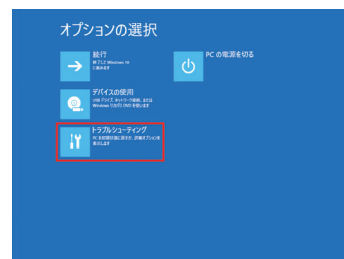 オプションの選択
続行
終了して Windows 10
に進みます
PC の電源を切る
デバイスの使用
USB ドライブ、ネットワーク接続、または
Windows 回復 DVD を使います
トラブルシューティング
PC を初期状態に戻すか、詳細オプションを
表示します